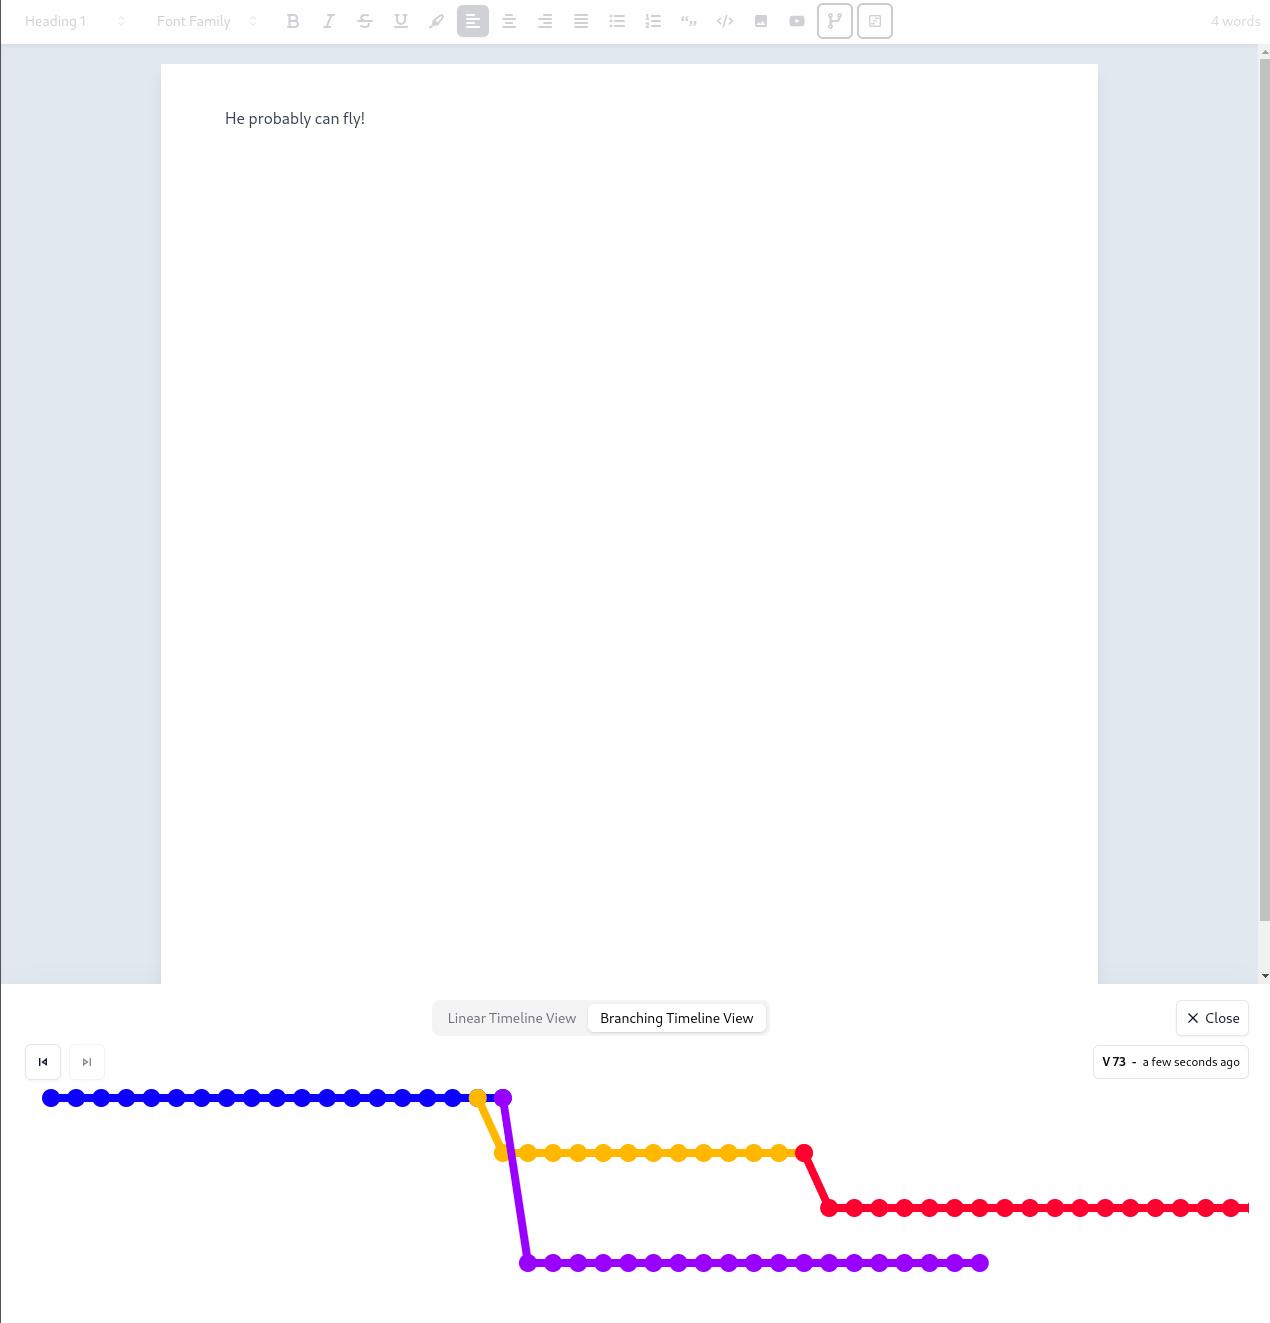 Heading 1 Font Family 4 words
He probably can fly!
Linear Timeline View Branching Timeline View Close
V 73 - a few seconds ago